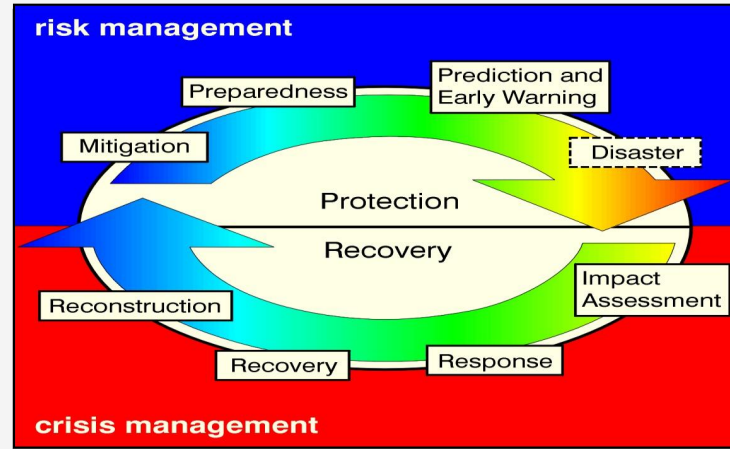 risk management
Preparedness
Prediction and
Early Warning
Mitigation
Disaster
Protection
Recovery
Impact
Assessment
Reconstruction
Recovery
Response
crisis management